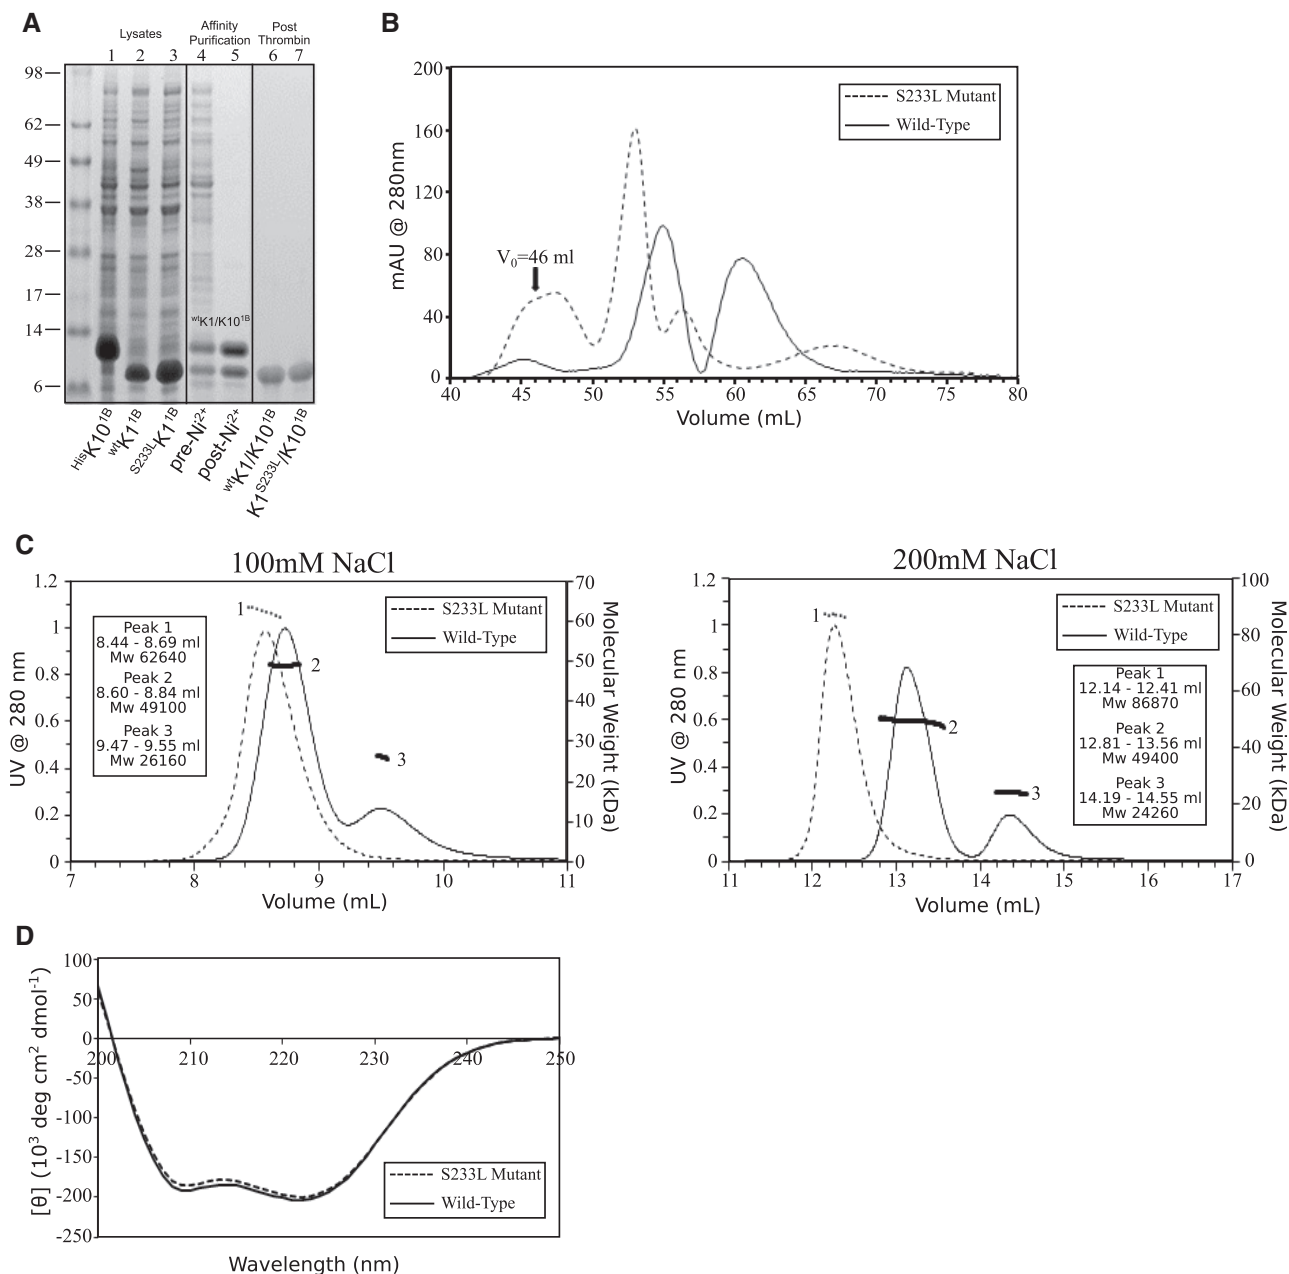 A
Lysates
Affinity
Purification
Post
Thrombin
1 2 3 4 5 6 7
98
62
49
38
28
17
14
6
wtK1/K10 1B
HisK10 1B
wtK1 1B
S233LK1 1B
pre-Ni2+
post-Ni2+
wtK1/K10 1B
K1S233L/K10 1B
B
200
160
120
80
40
0
mAU @ 280nm
V0=46 ml
S233L Mutant
Wild-Type
40 45 50 55 60 65 70 75 80
Volume (mL)
C
100mM NaCl
1.2
1
0.8
0.6
0.4
0.2
0
UV @ 280 nm
Peak 1
8.44 - 8.69 ml
Mw 62640
Peak 2
8.60 - 8.84 ml
Mw 49100
Peak 3
9.47 - 9.55 ml
Mw 26160
1
2
3
S233L Mutant
Wild-Type
70
60
50
40
30
20
10
0
Molecular Weight (kDa)
7 8 9 10 11
Volume (mL)
200mM NaCl
1.2
1
0.8
0.6
0.4
0.2
0
UV @ 280 nm
1
2
3
S233L Mutant
Wild-Type
Peak 1
12.14 - 12.41 ml
Mw 86870
Peak 2
12.81 - 13.56 ml
Mw 49400
Peak 3
14.19 - 14.55 ml
Mw 24260
100
80
60
40
20
0
Molecular Weight (kDa)
11 12 13 14 15 16 17
Volume (mL)
D
100
50
0
-50
-100
-150
-200
-250
[θ] (10³ deg cm² dmol⁻¹)
200 210 220 230 240 250
S233L Mutant
Wild-Type
Wavelength (nm)